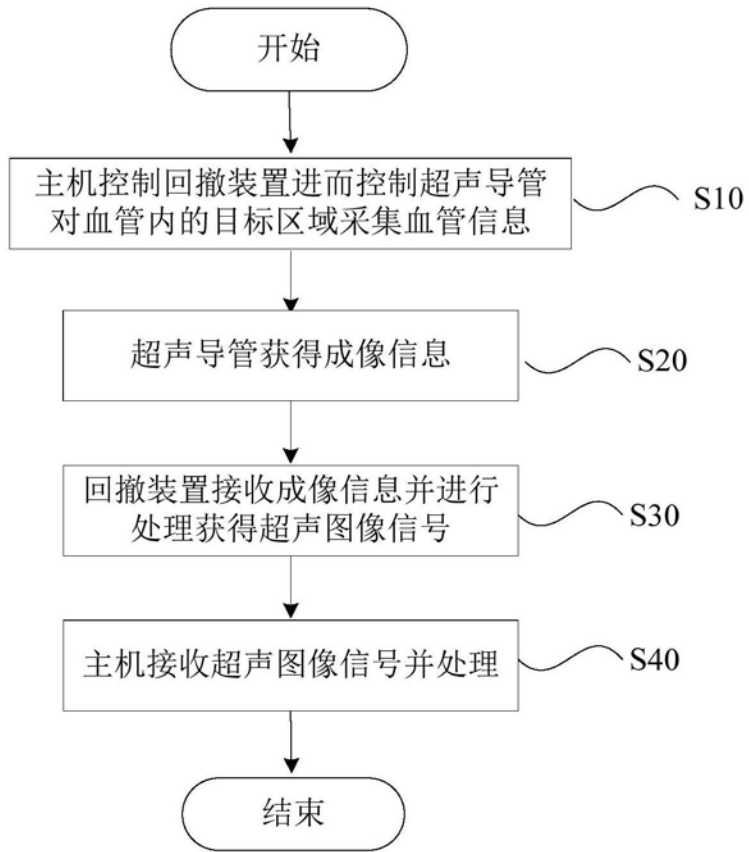 开始
主机控制回撤装置进而控制超声导管
对血管内的目标区域采集血管信息
S10
超声导管获得成像信息
S20
回撤装置接收成像信息并进行
处理获得超声图像信号
S30
主机接收超声图像信号并处理
S40
结束